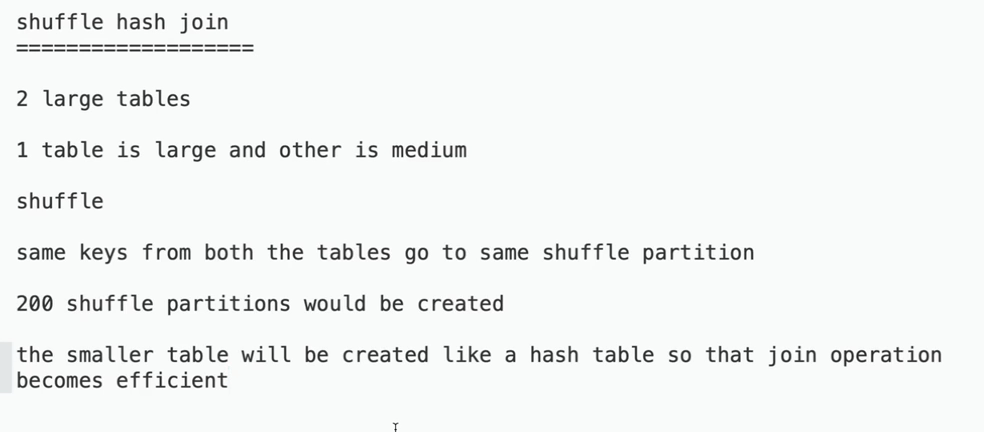 shuffle hash join
===================
2 large tables
1 table is large and other is medium
shuffle
same keys from both the tables go to same shuffle partition
200 shuffle partitions would be created
the smaller table will be created like a hash table so that join operation
becomes efficient